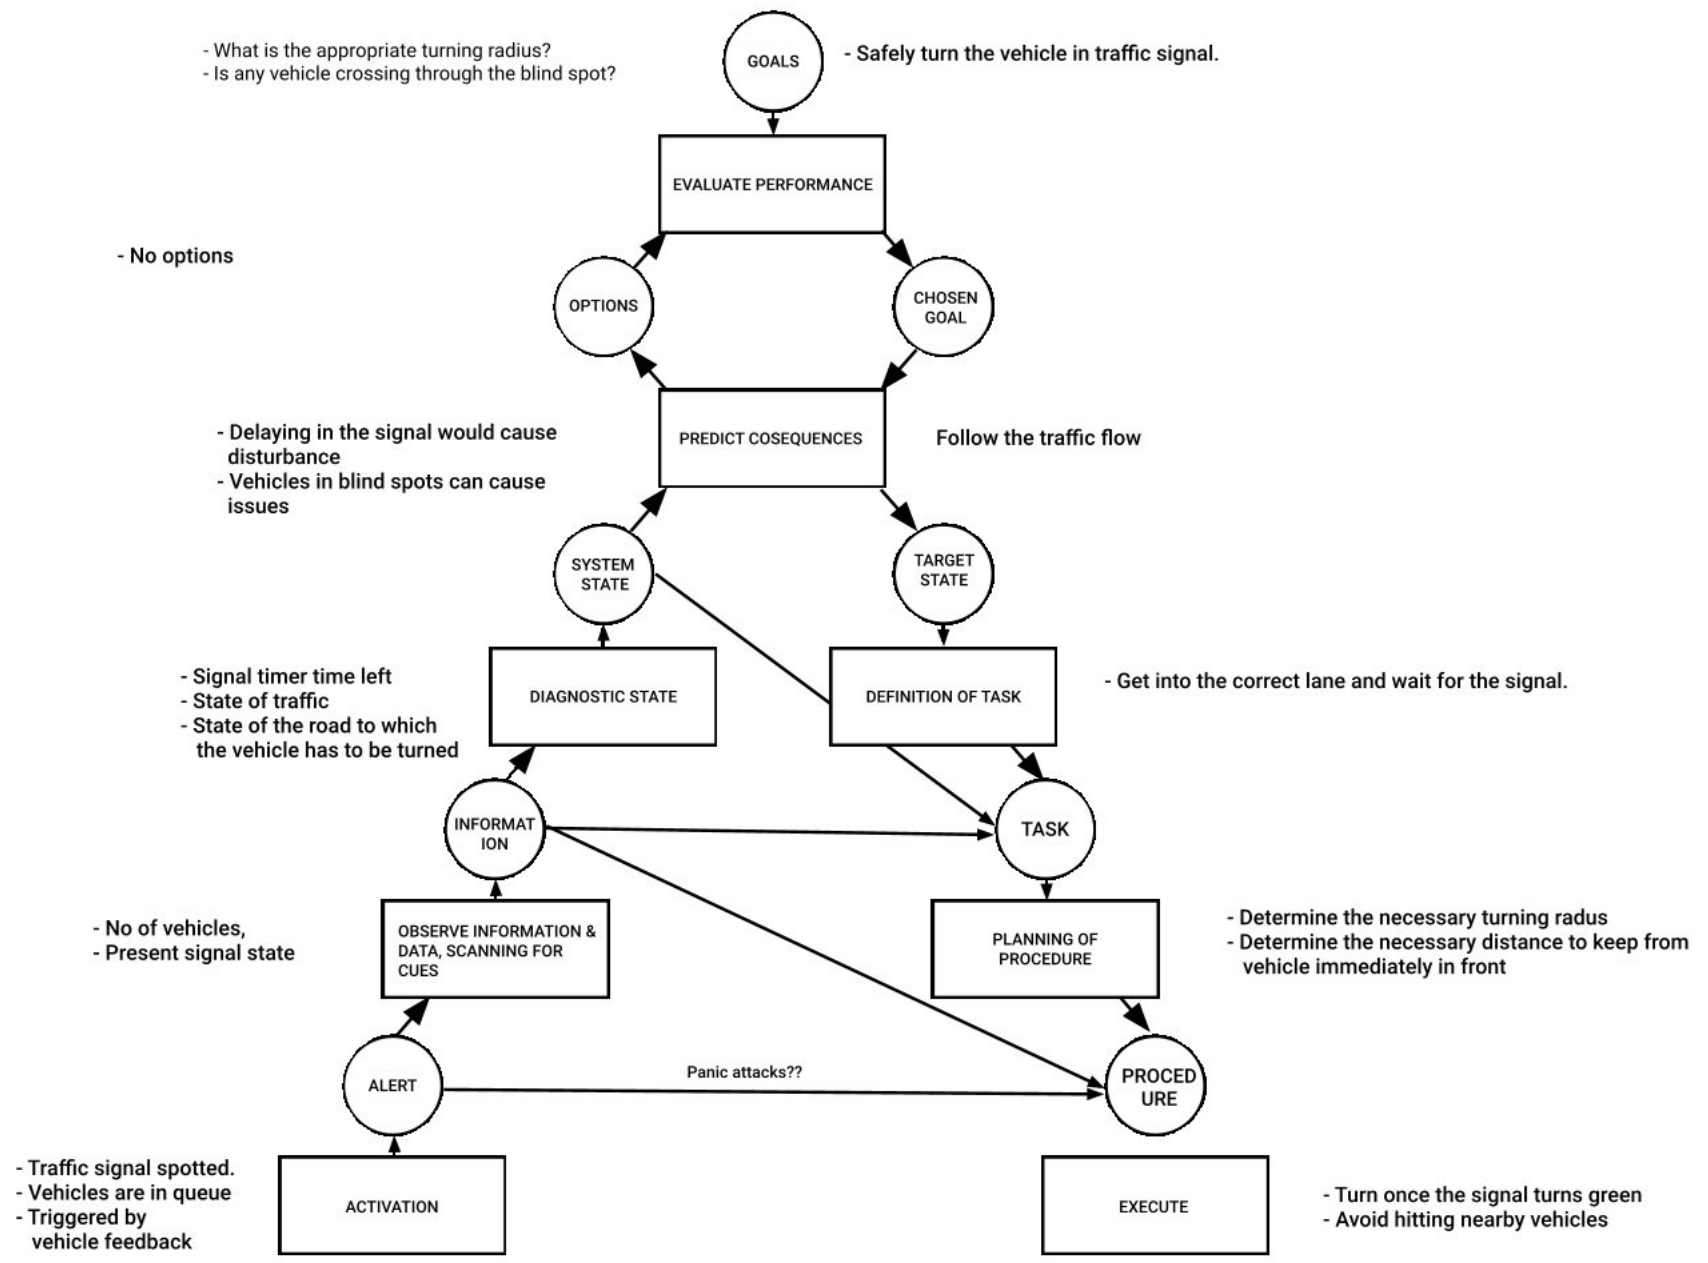 - What is the appropriate turning radius?
- Is any vehicle crossing through the blind spot?
GOALS
- Safely turn the vehicle in traffic signal.
EVALUATE PERFORMANCE
- No options
OPTIONS
CHOSEN
GOAL
- Delaying in the signal would cause
disturbance
- Vehicles in blind spots can cause
issues
PREDICT COSEQUENCES
Follow the traffic flow
SYSTEM
STATE
TARGET
STATE
- Signal timer time left
- State of traffic
- State of the road to which
the vehicle has to be turned
DIAGNOSTIC STATE
DEFINITION OF TASK
- Get into the correct lane and wait for the signal.
INFORMAT
ION
TASK
- No of vehicles,
- Present signal state
OBSERVE INFORMATION &
DATA, SCANNING FOR
CUES
PLANNING OF
PROCEDURE
- Determine the necessary turning radus
- Determine the necessary distance to keep from
vehicle immediately in front
ALERT
Panic attacks??
PROCED
URE
- Traffic signal spotted.
- Vehicles are in queue
- Triggered by
vehicle feedback
ACTIVATION
EXECUTE
- Turn once the signal turns green
- Avoid hitting nearby vehicles